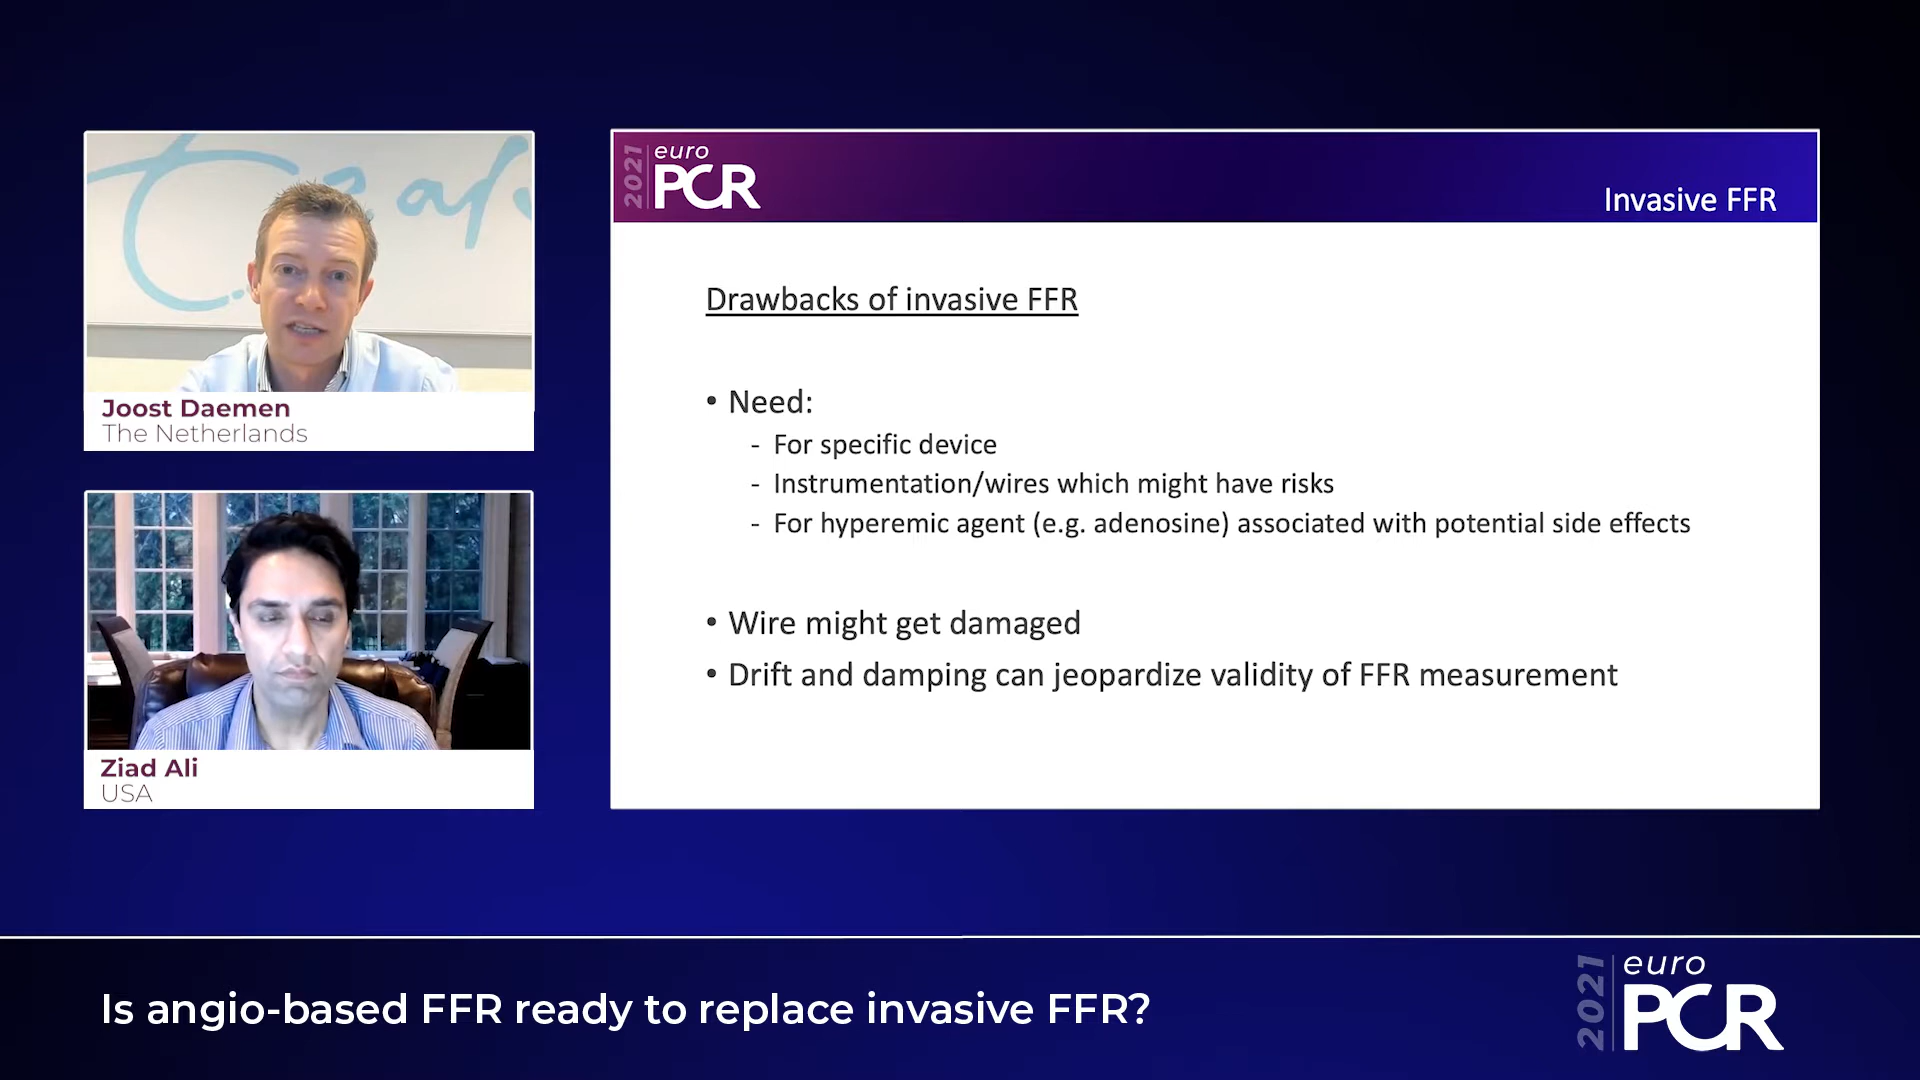 Joost Daemen
The Netherlands
Ziad Ali
USA
2021 euro PCR
Invasive FFR
Drawbacks of invasive FFR
• Need:
- For specific device
- Instrumentation/wires which might have risks
- For hyperemic agent (e.g. adenosine) associated with potential side effects
• Wire might get damaged
• Drift and damping can jeopardize validity of FFR measurement
Is angio-based FFR ready to replace invasive FFR?
2021 euro PCR